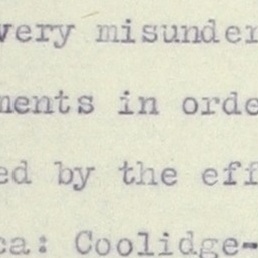 very misunder
ments in orde
ed by the eff
ca: Coolidge-